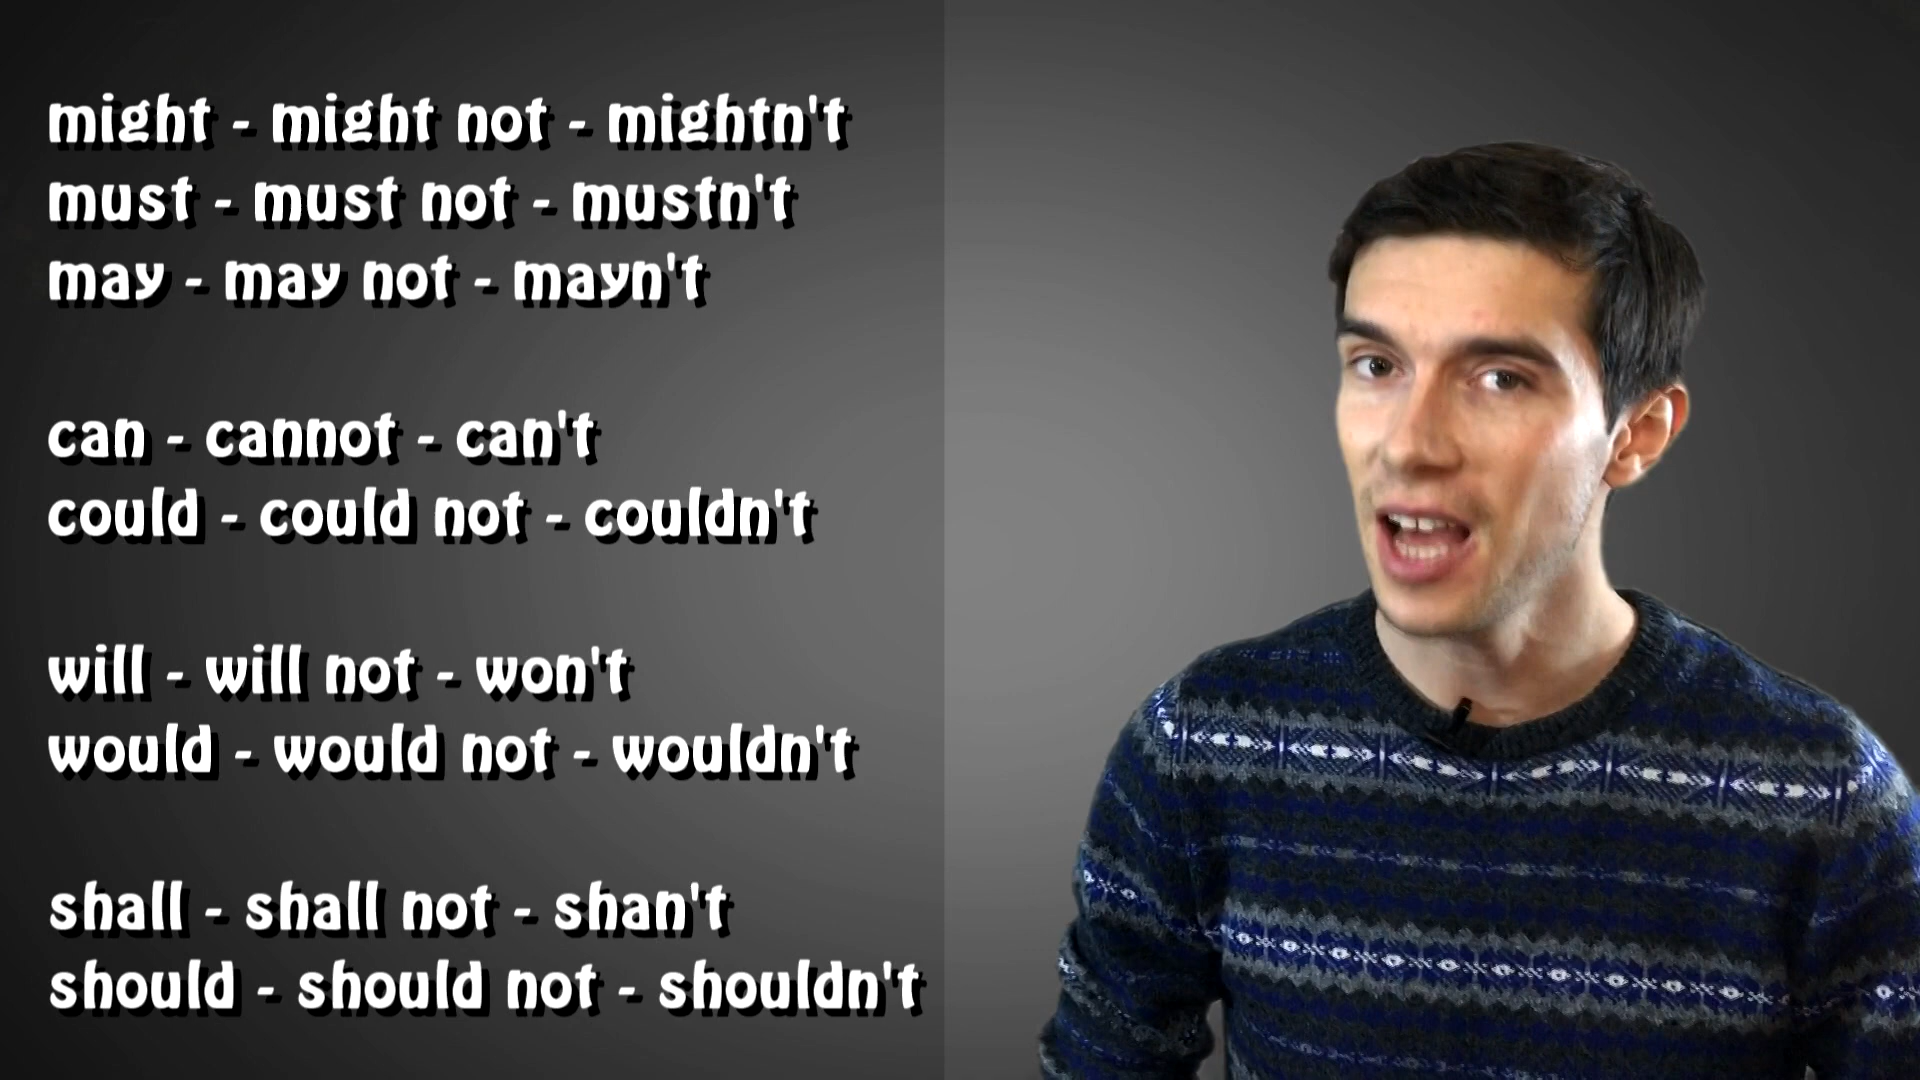 might - might not - mightn't
must - must not - mustn't
may - may not - mayn't
can - cannot - can't
could - could not - couldn't
will - will not - won't
would - would not - wouldn't
shall - shall not - shan't
should - should not - shouldn't